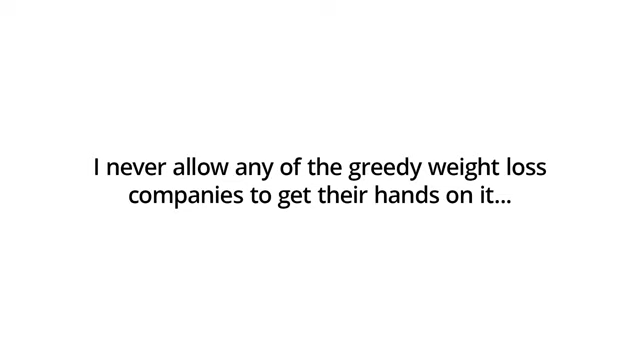 I never allow any of the greedy weight loss
companies to get their hands on it...